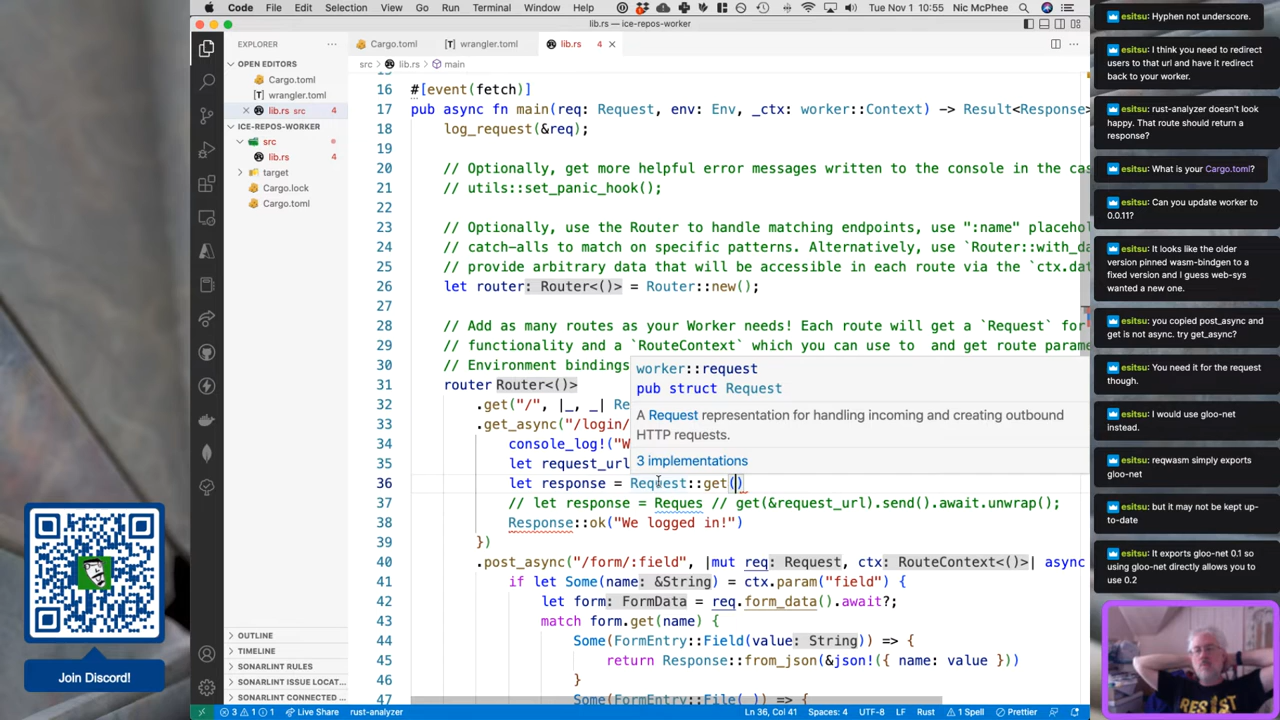 Code File Edit Selection View Go Run Terminal Window Help Tue Nov 1 10:55 Nic McPhee
lib.rs — ice-repos-worker
EXPLORER
OPEN EDITORS
Cargo.toml
wrangler.toml
lib.rs src 4
ICE-REPOS-WORKER
src
lib.rs 4
target
Cargo.lock
Cargo.toml
OUTLINE
TIMELINE
SONARLINT RULES
SONARLINT CONNECTED
Cargo.toml [T] wrangler.toml lib.rs 4
src > lib.rs > main
16 #[event(fetch)]
17 pub async fn main(req: Request, env: Env, _ctx: worker::Context) -> Result<Response>
18 log_request(&req);
19
20 // Optionally, get more helpful error messages written to the console in the cas
21 // utils::set_panic_hook();
22
23 // Optionally, use the Router to handle matching endpoints, use ":name" placehol
24 // catch-alls to match on specific patterns. Alternatively, use `Router::with_da
25 // provide arbitrary data that will be accessible in each route via the `ctx.dat
26 let router: Router<()> = Router::new();
27
28 // Add as many routes as your Worker needs! Each route will get a `Request` for
29 // functionality and a `RouteContext` which you can use to  and get route parame
30 // Environment bindings
31 router Router<()>
32 .get("/", |_, _| Re
33 .get_async("/login/
34 console_log!("W
35 let request_url
36 let response = Request::get()
37 // let response = Reques // get(&request_url).send().await.unwrap();
38 Response::ok("We logged in!")
39 })
40 .post_async("/form/:field", |mut req: Request, ctx: RouteContext<()>| async
41 if let Some(name: &String) = ctx.param("field") {
42 let form: FormData = req.form_data().await?;
43 match form.get(name) {
44 Some(FormEntry::Field(value: String)) => {
45 return Response::from_json(&json!({ name: value }))
46 }
47 Some(FormEntry::File(_)) => {
worker::request
pub struct Request
A Request representation for handling incoming and creating outbound
HTTP requests.
3 implementations
3 1 1 Live Share rust-analyzer Ln 36, Col 41 Spaces: 4 UTF-8 LF Rust 1 Spell Prettier
Join Discord!
esitsu: Hyphen not underscore.
esitsu: I think you need to redirect
users to that url and have it redirect
back to your worker.
esitsu: rust-analyzer doesn't look
happy. That route should return a
response?
esitsu: What is your Cargo.toml?
esitsu: Can you update worker to
0.0.11?
esitsu: It looks like the older
version pinned wasm-bindgen to
a fixed version and I guess web-sys
wanted a new one.
esitsu: you copied post_async and
get is not async. try get_async?
esitsu: You need it for the request
though.
esitsu: I would use gloo-net
instead.
esitsu: reqwasm simply exports
gloo-net
esitsu: but it may not be kept up-
to-date
esitsu: It exports gloo-net 0.1 so
using gloo-net directly allows you
to use 0.2